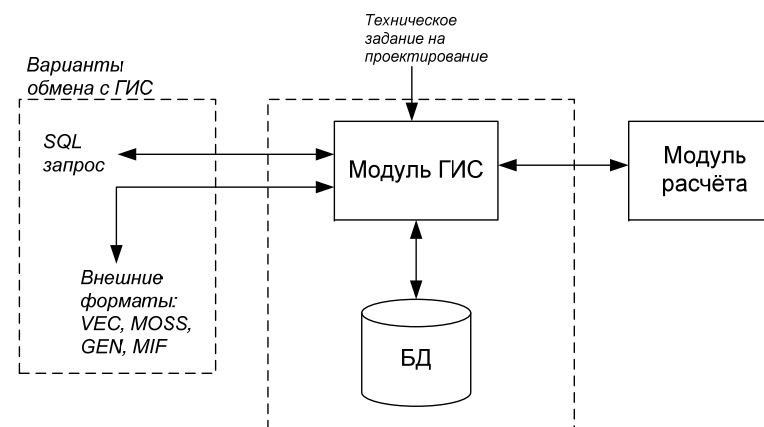 Техническое
задание на
проектирование
Варианты
обмена с ГИС
SQL
запрос
Модуль ГИС
Модуль
расчёта
Внешние
форматы:
VEC, MOSS,
GEN, MIF
БД